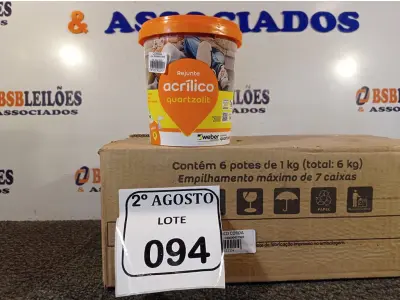 & ASSOCIADOS
BSBLEILÕES
& ASSOCIADOS
Rejunte
acrílico
quartzolit
weber
BSBLEILÕES
& ASSOCIADOS
Contém 6 potes de 1 kg (total: 6 kg)
Empilhamento máximo de 7 caixas
2º AGOSTO
LOTE
094